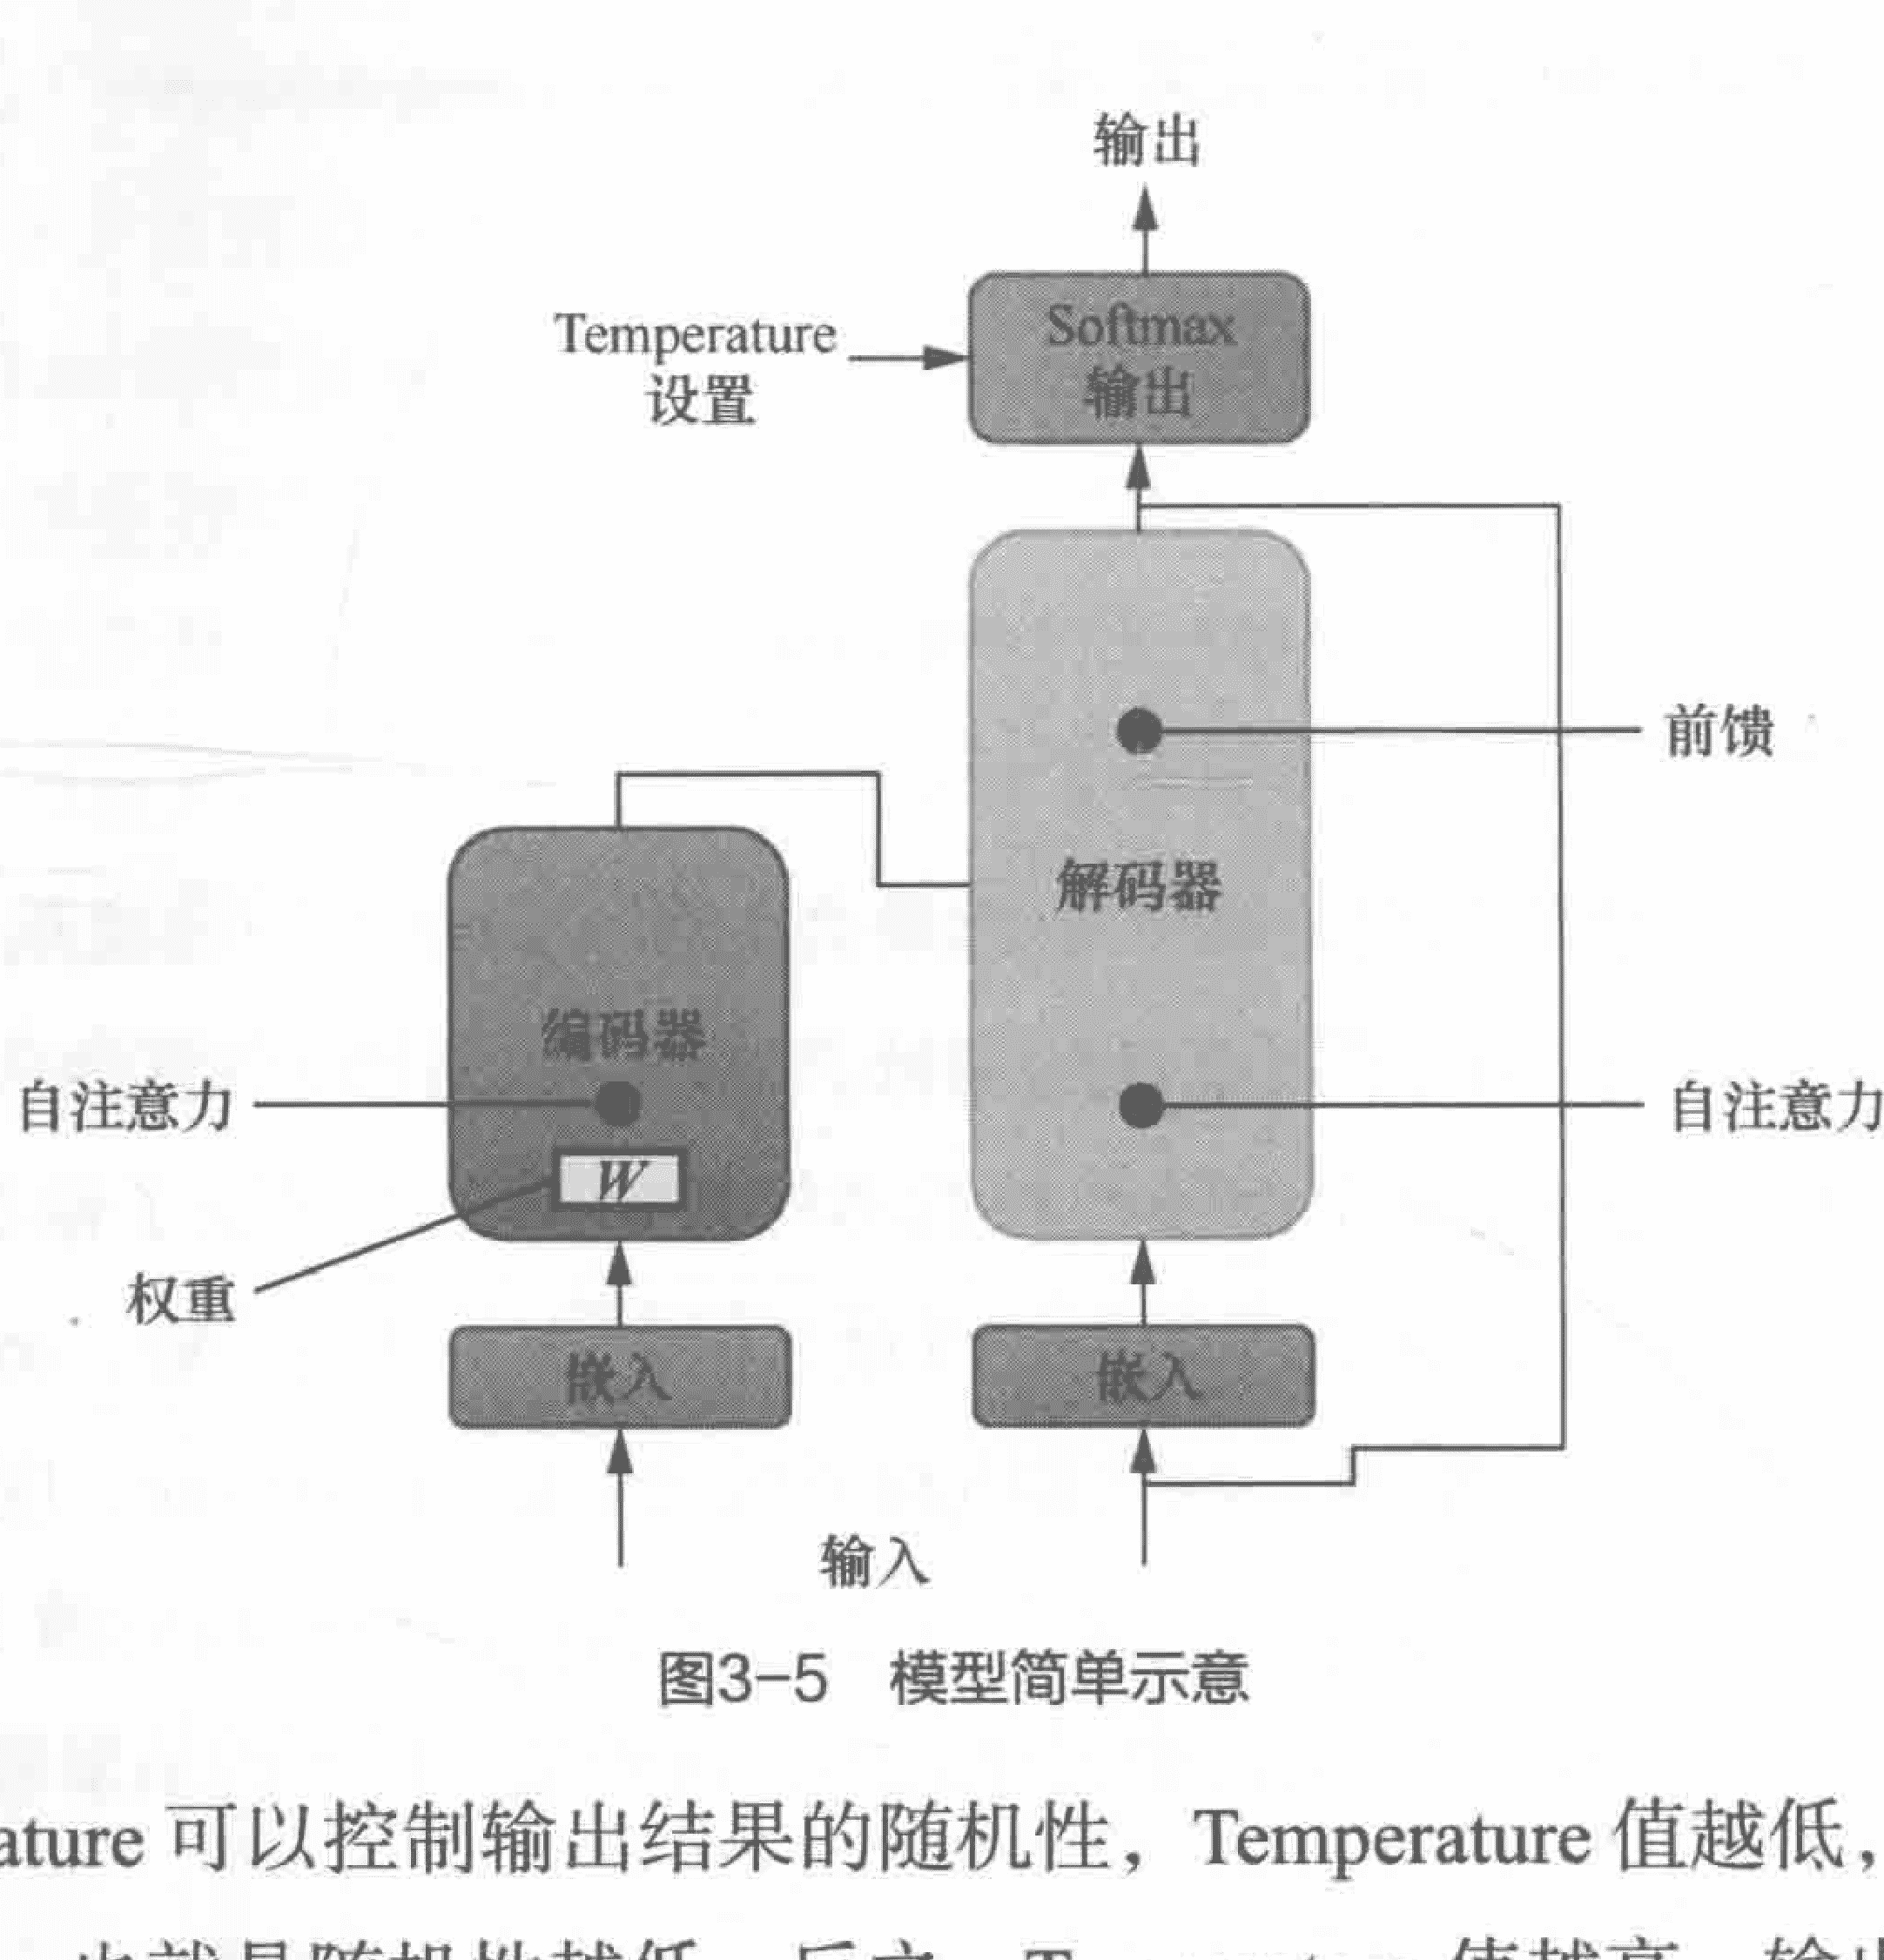 输出
Temperature
设置
Softmax
输出
前馈
解码器
编码器
自注意力
自注意力
W
权重
嵌入
嵌入
输入
图3-5 模型简单示意
ature 可以控制输出结果的随机性，Temperature 值越低，